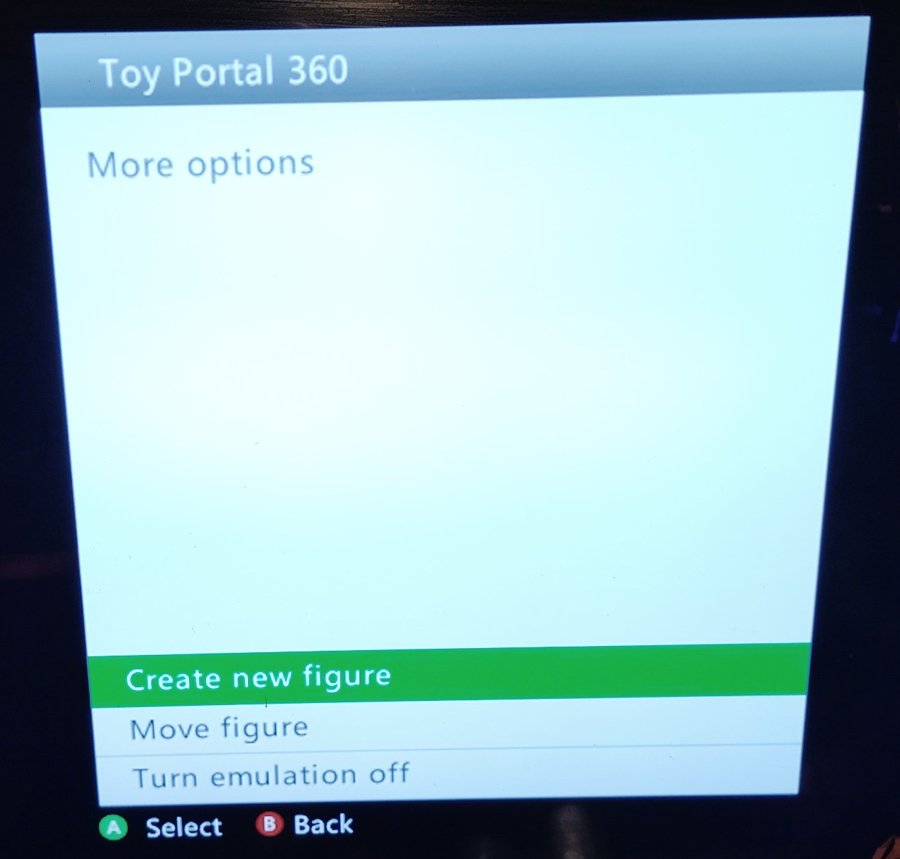 Toy Portal 360
More options
Create new figure
Move figure
Turn emulation off
A Select B Back